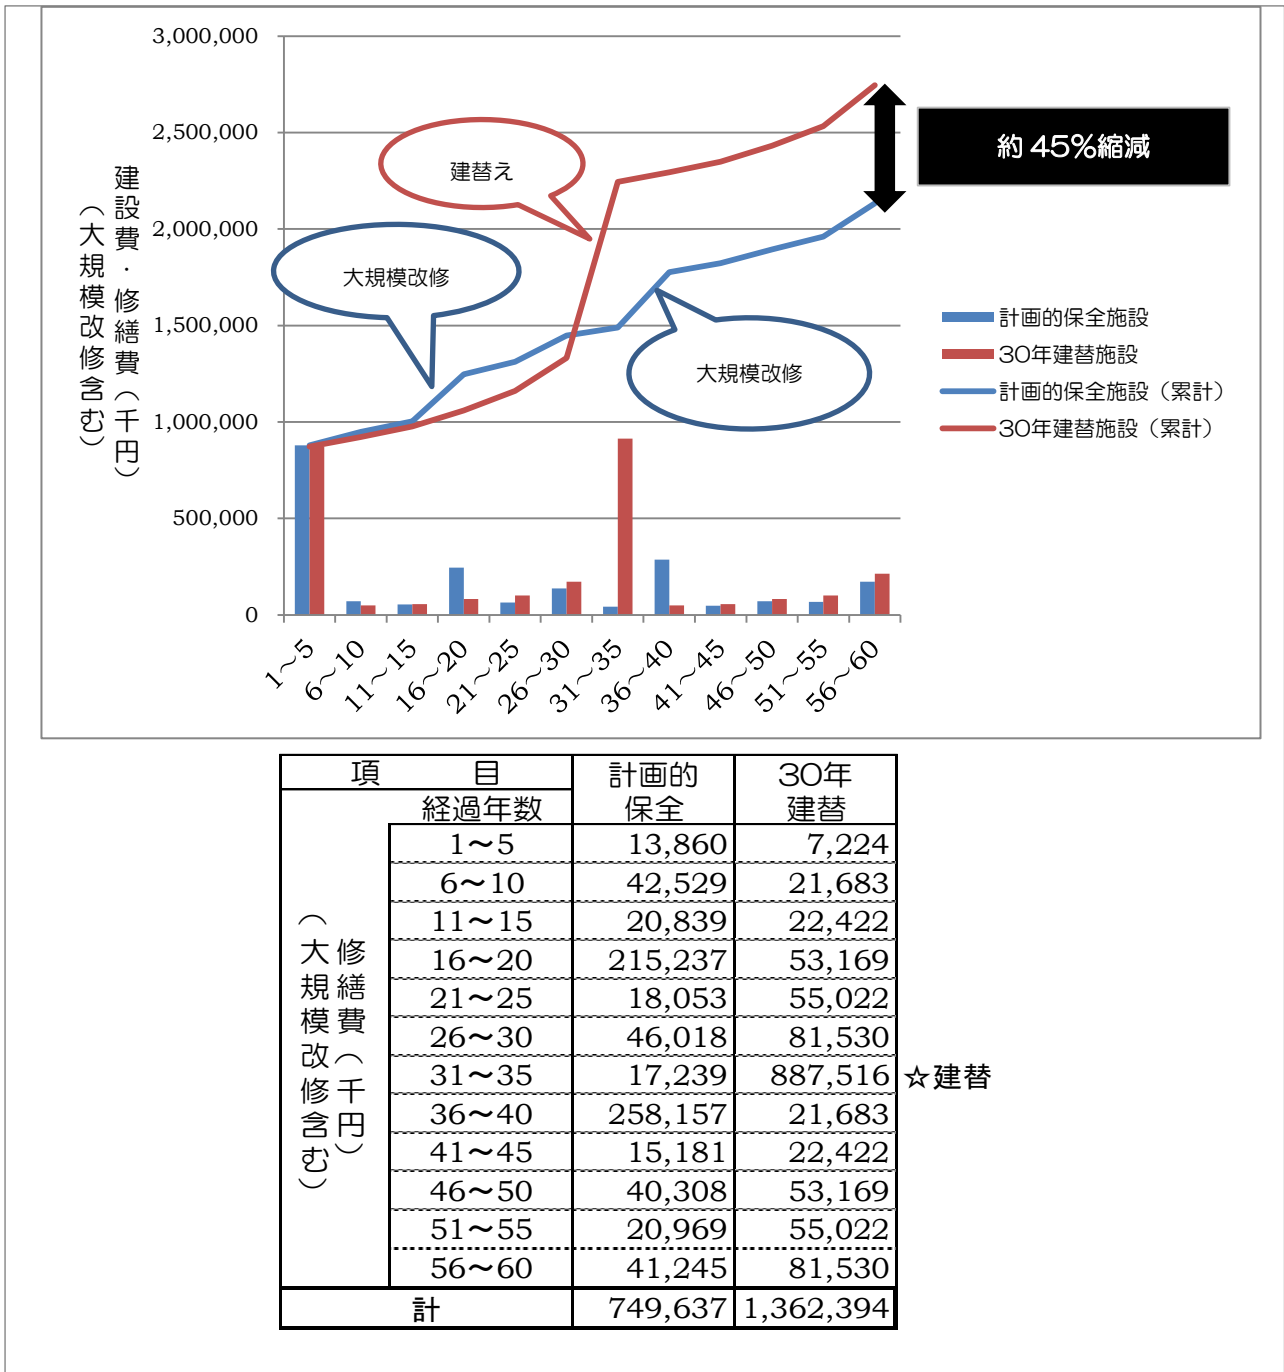 3,000,000
2,500,000
2,000,000
1,500,000
1,000,000
500,000
0
建設費・修繕費（千円）
（大規模改修含む）
建替え
大規模改修
大規模改修
約45%縮減
計画的保全施設
30年建替施設
計画的保全施設（累計）
30年建替施設（累計）
1～5
6～10
11～15
16～20
21～25
26～30
31～35
36～40
41～45
46～50
51～55
56～60
項 目 計画的 30年
経過年数 保全 建替
修繕費（千円）
（大規模改修含む）
1～5 13,860 7,224
6～10 42,529 21,683
11～15 20,839 22,422
16～20 215,237 53,169
21～25 18,053 55,022
26～30 46,018 81,530
31～35 17,239 887,516 ☆建替
36～40 258,157 21,683
41～45 15,181 22,422
46～50 40,308 53,169
51～55 20,969 55,022
56～60 41,245 81,530
計 749,637 1,362,394